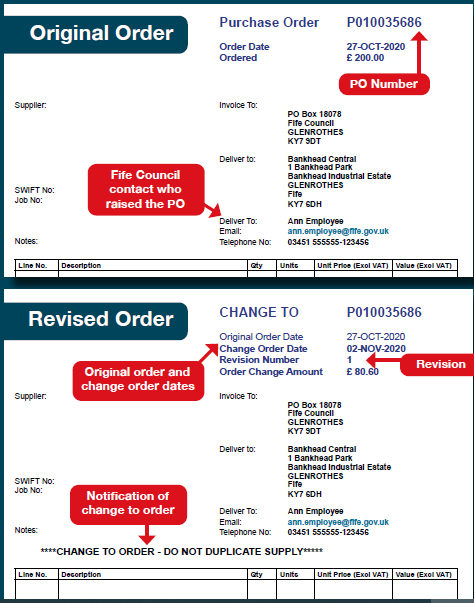 Original Order
Purchase Order P010035686
Order Date 27-OCT-2020
Ordered £ 200.00
PO Number
Supplier:
Invoice To:
PO Box 18078
Fife Council
GLENROTHES
KY7 9DT
Deliver to:
Bankhead Central
1 Bankhead Park
Bankhead Industrial Estate
GLENROTHES
Fife
KY7 6DH
Fife Council
contact who
raised the PO
SWIFT No:
Job No:
Deliver To: Ann Employee
Email: ann.employee@fife.gov.uk
Telephone No: 03451 555555-123456
Notes:
Line No. Description Qty Units Unit Price (Excl VAT) Value (Excl VAT)
Revised Order
CHANGE TO P010035686
Original Order Date 27-OCT-2020
Change Order Date 02-NOV-2020
Revision Number 1
Order Change Amount £ 80.60
Revision
Original order and
change order dates
Supplier:
Invoice To:
PO Box 18078
Fife Council
GLENROTHES
KY7 9DT
Deliver to:
Bankhead Central
1 Bankhead Park
Bankhead Industrial Estate
GLENROTHES
Fife
KY7 6DH
SWIFT No:
Job No:
Notification of
change to order
Deliver To: Ann Employee
Email: ann.employee@fife.gov.uk
Telephone No: 03451 555555-123456
Notes:
****CHANGE TO ORDER - DO NOT DUPLICATE SUPPLY*****
Line No. Description Qty Units Unit Price (Excl VAT) Value (Excl VAT)